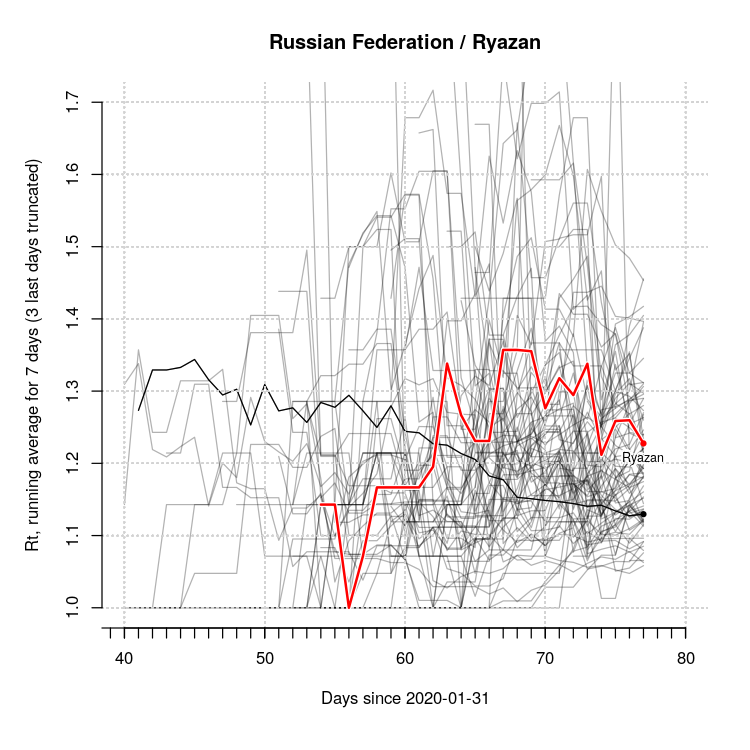 Russian Federation / Ryazan
Rt, running average for 7 days (3 last days truncated)
1.7
1.6
1.5
1.4
1.3
1.2
1.1
1.0
Ryazan
40 50 60 70 80
Days since 2020-01-31